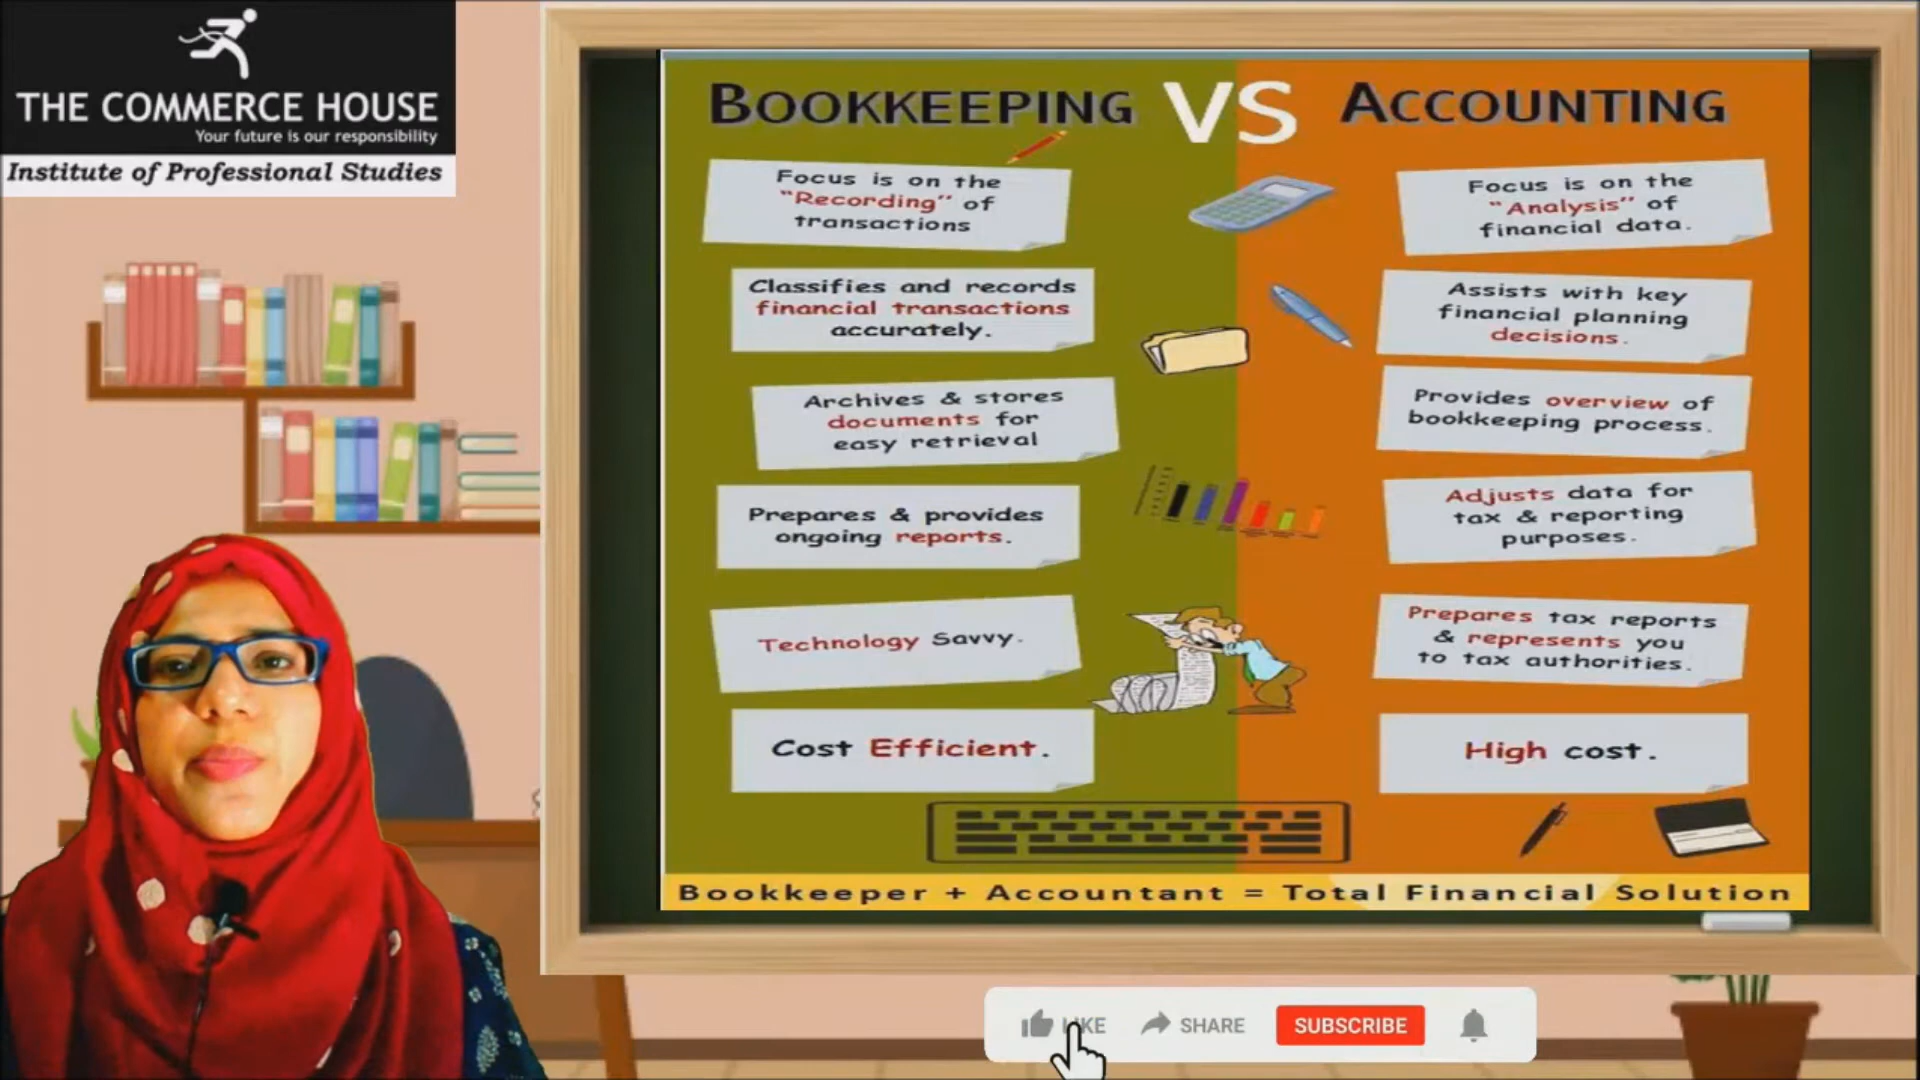 THE COMMERCE HOUSE
Your future is our responsibility
Institute of Professional Studies
BOOKKEEPING VS ACCOUNTING
Focus is on the
"Recording" of
transactions
Classifies and records
financial transactions
accurately.
Archives & stores
documents for
easy retrieval
Prepares & provides
ongoing reports.
Technology Savvy.
Cost Efficient.
Focus is on the
"Analysis" of
financial data.
Assists with key
financial planning
decisions.
Provides overview of
bookkeeping process.
Adjusts data for
tax & reporting
purposes.
Prepares tax reports
& represents you
to tax authorities.
High cost.
Bookkeeper + Accountant = Total Financial Solution
LIKE SHARE SUBSCRIBE